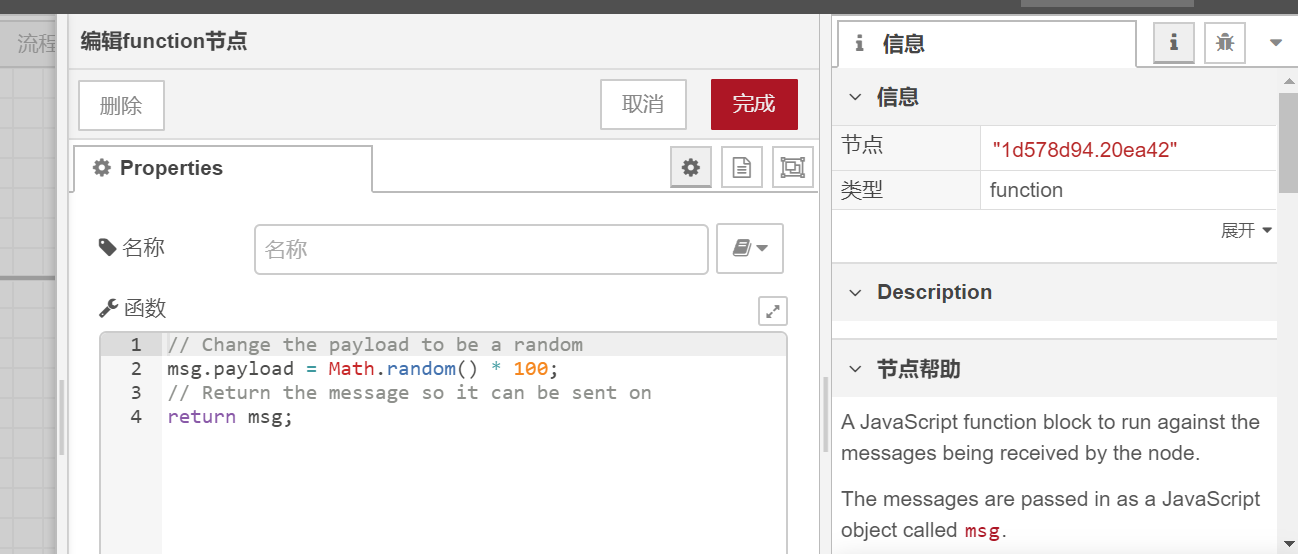 流程
编辑function节点
删除
取消
完成
Properties
名称
名称
函数
1 // Change the payload to be a random
2 msg.payload = Math.random() * 100;
3 // Return the message so it can be sent on
4 return msg;
信息
信息
节点 "1d578d94.20ea42"
类型 function
展开
Description
节点帮助
A JavaScript function block to run against the
messages being received by the node.
The messages are passed in as a JavaScript
object called msg.